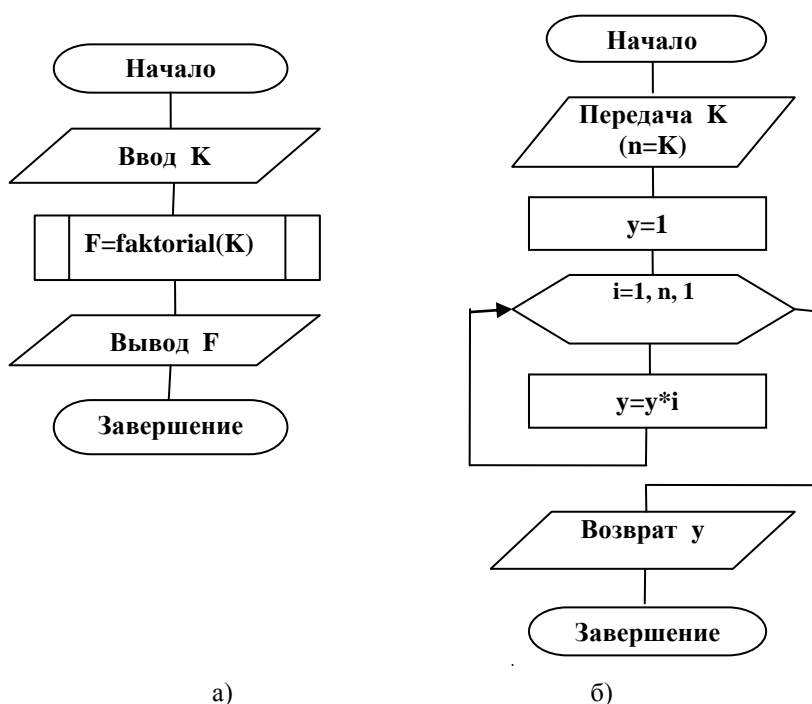 Начало
Ввод K
F=faktorial(K)
Вывод F
Завершение
а)
Начало
Передача K
(n=K)
y=1
i=1, n, 1
y=y*i
Возврат y
Завершение
б)